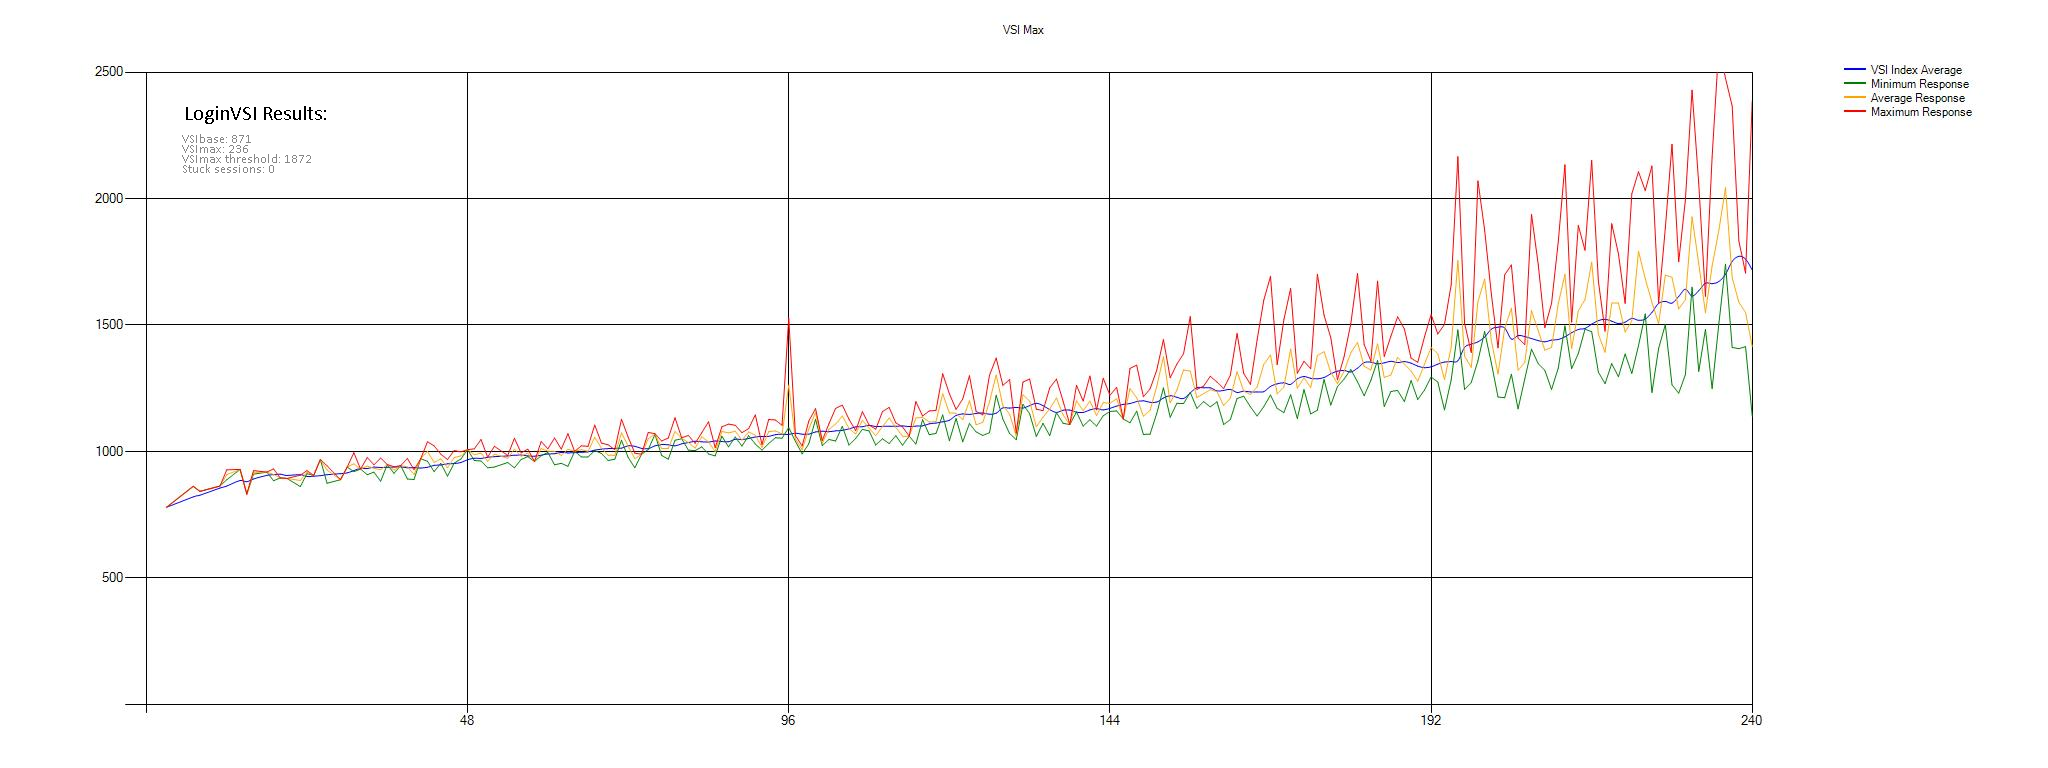 VSI Max
2500
2000
1500
1000
500
LoginVSI Results:
VSIbase: 871
VSImax: 236
VSImax threshold: 1872
Stuck sessions: 0
VSI Index Average
Minimum Response
Average Response
Maximum Response
48
96
144
192
240